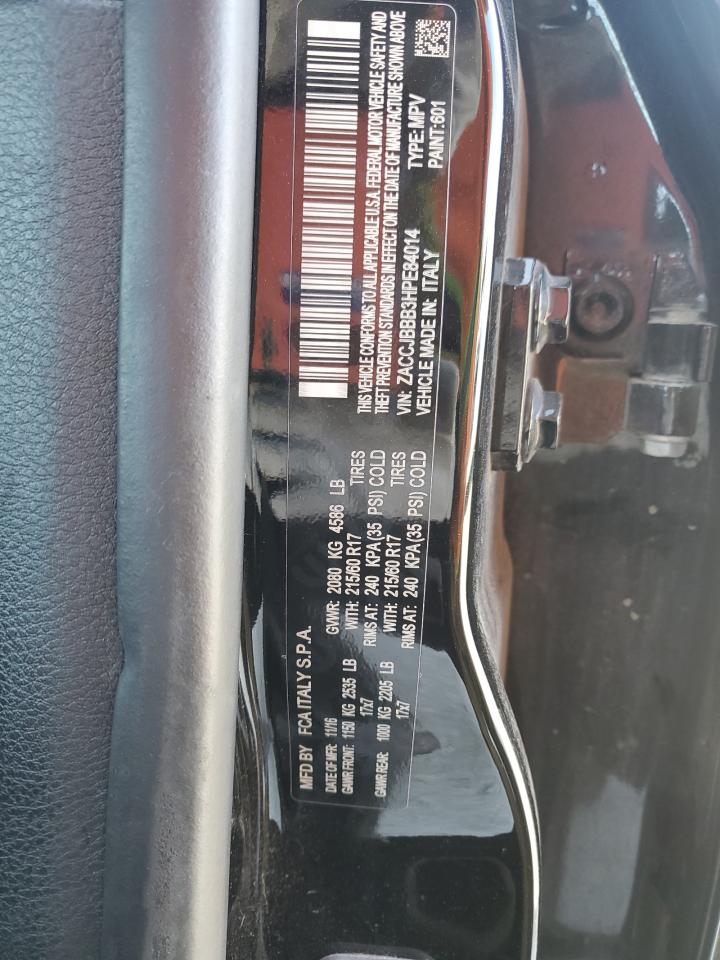 MFD BY FCA ITALY S.P.A.
DATE OF MFR: 11/16 GVWR: 2080 KG 4586 LB
GAWR FRONT: 1150 KG 2535 LB WITH: 215/60 R17 TIRES
17x7 RIMS AT: 240 KPA(35 PSI) COLD
GAWR REAR: 1000 KG 2205 LB WITH: 215/60 R17 TIRES
17x7 RIMS AT: 240 KPA(35 PSI) COLD
THIS VEHICLE CONFORMS TO ALL APPLICABLE U.S.A. FEDERAL MOTOR VEHICLE SAFETY AND
THEFT PREVENTION STANDARDS IN EFFECT ON THE DATE OF MANUFACTURE SHOWN ABOVE
VIN: ZACCJBBB3HPE84014 TYPE: MPV
VEHICLE MADE IN: ITALY PAINT:601